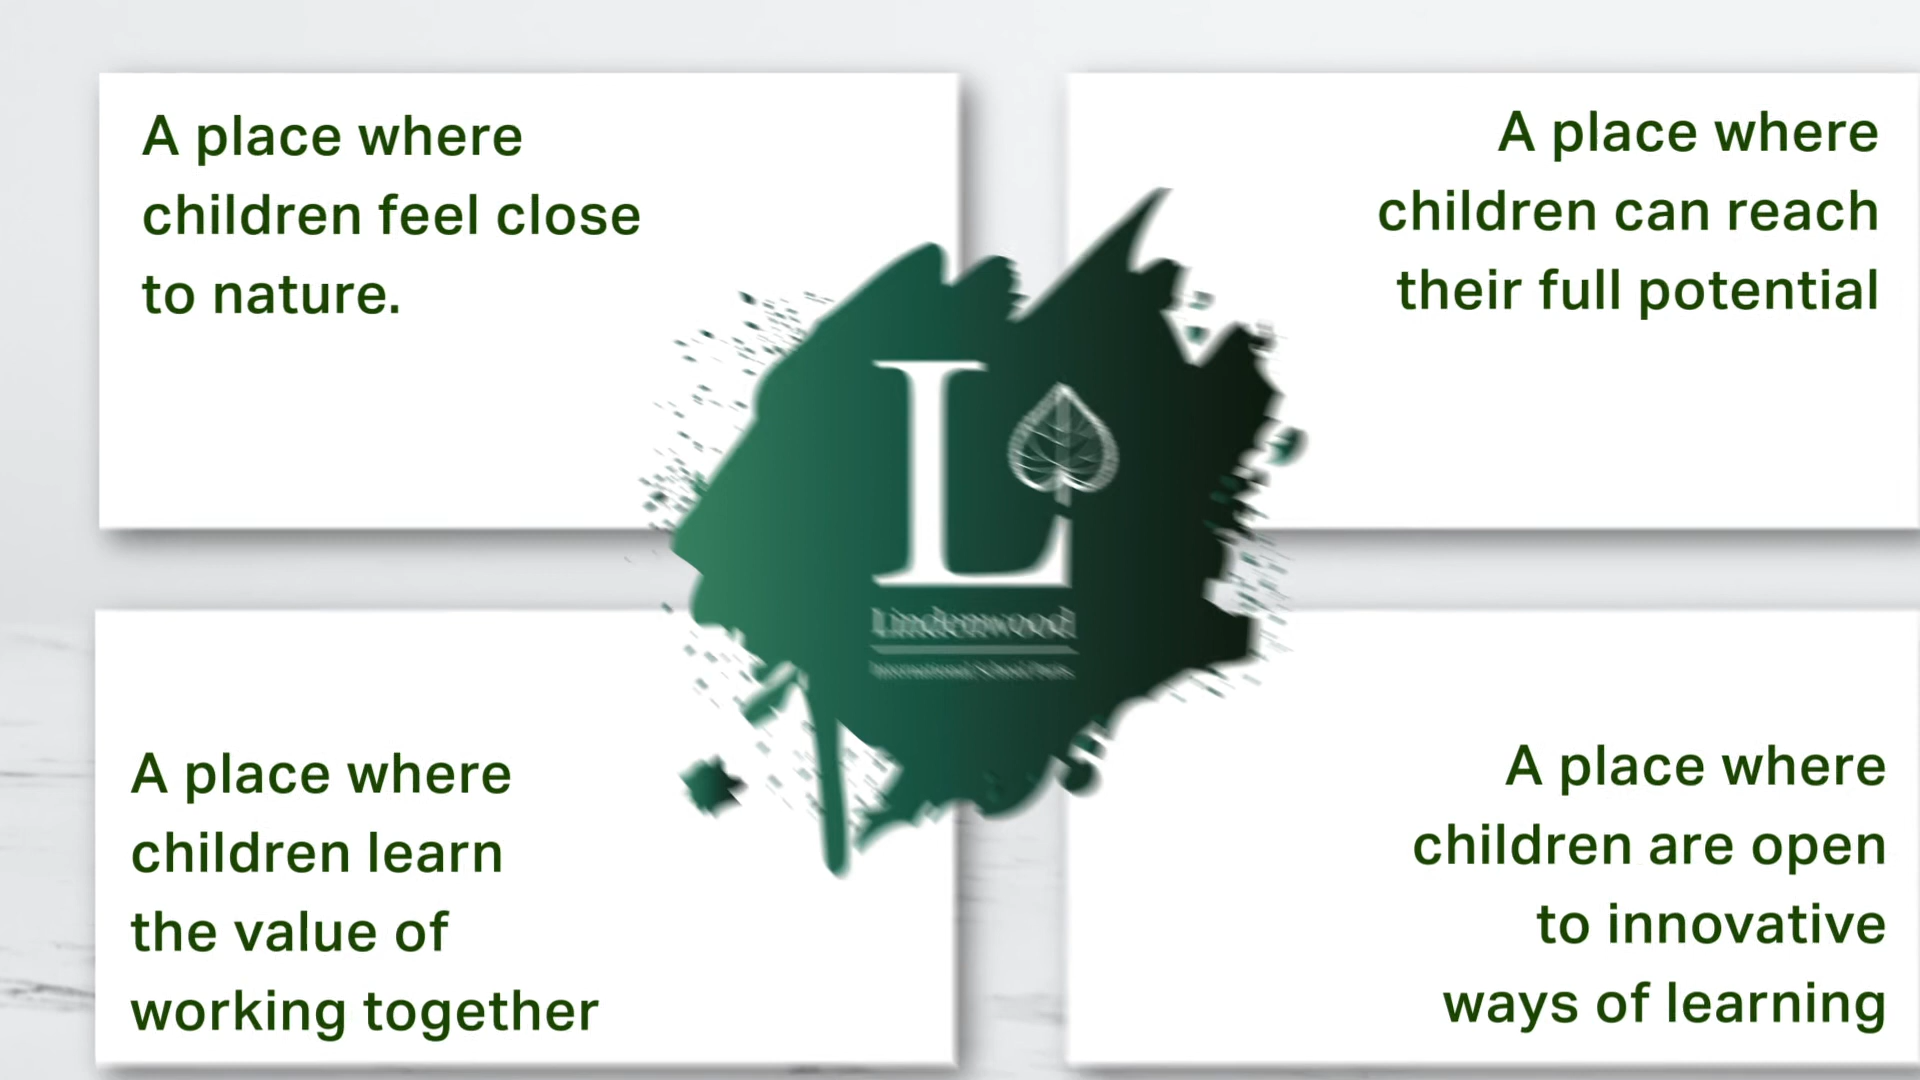 A place where
children feel close
to nature.
A place where
children can reach
their full potential
L
Lindenwood
A place where
children learn
the value of
working together
A place where
children are open
to innovative
ways of learning